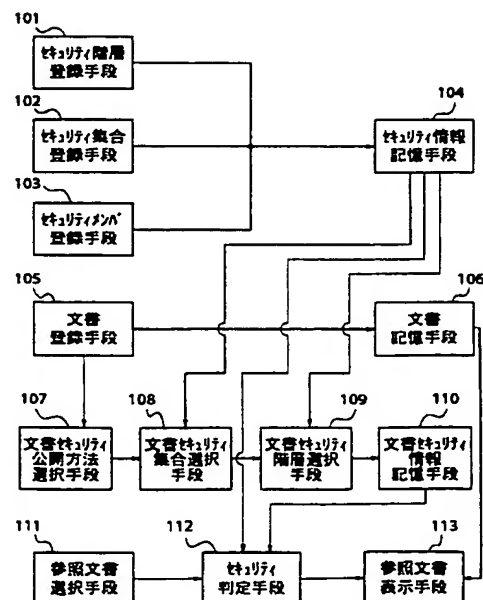 101
セキュリティ階層
登録手段
102
セキュリティ集合
登録手段
103
セキュリティメンバ
登録手段
104
セキュリティ情報
記憶手段
105
文書
登録手段
106
文書
記憶手段
107
文書セキュリティ
公開方法
選択手段
108
文書セキュリティ
集合選択
手段
109
文書セキュリティ
階層選択
手段
110
文書セキュリティ
情報
記憶手段
111
参照文書
選択手段
112
セキュリティ
判定手段
113
参照文書
表示手段